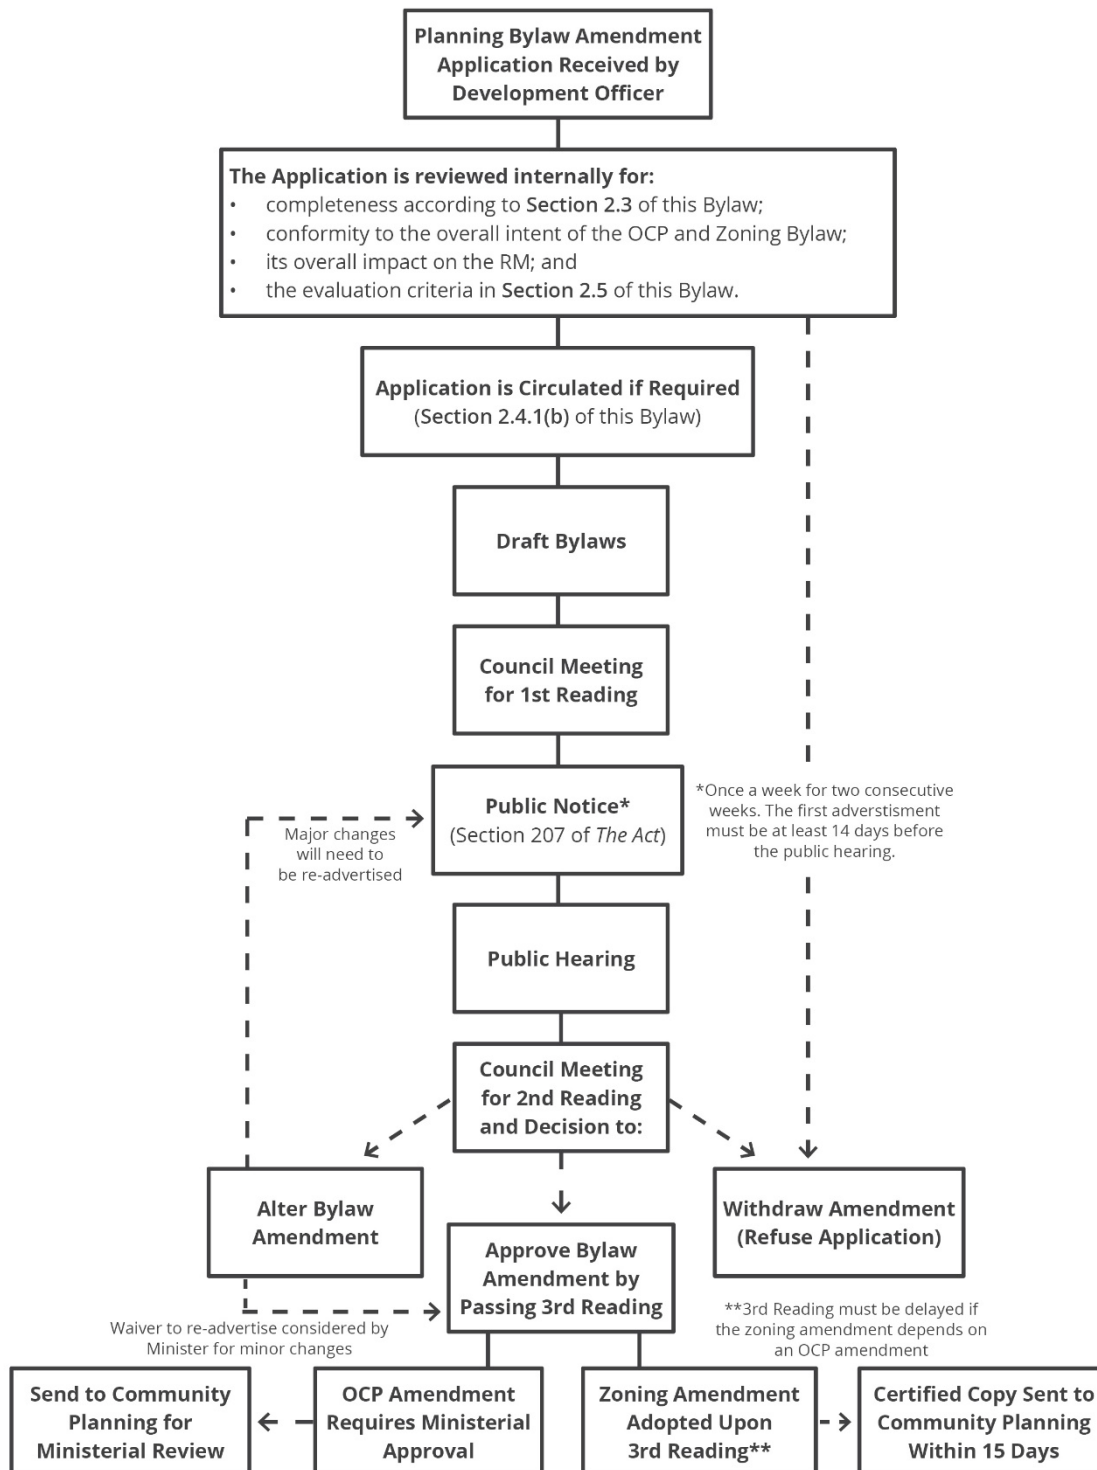 Planning Bylaw Amendment
Application Received by
Development Officer
The Application is reviewed internally for:
• completeness according to Section 2.3 of this Bylaw;
• conformity to the overall intent of the OCP and Zoning Bylaw;
• its overall impact on the RM; and
• the evaluation criteria in Section 2.5 of this Bylaw.
Application is Circulated if Required
(Section 2.4.1(b) of this Bylaw)
Draft Bylaws
Council Meeting
for 1st Reading
Public Notice*
(Section 207 of The Act)
*Once a week for two consecutive
weeks. The first adverstisment
must be at least 14 days before
the public hearing.
Major changes
will need to
be re-advertised
Public Hearing
Council Meeting
for 2nd Reading
and Decision to:
Alter Bylaw
Amendment
Approve Bylaw
Amendment by
Passing 3rd Reading
Withdraw Amendment
(Refuse Application)
Waiver to re-advertise considered by
Minister for minor changes
**3rd Reading must be delayed if
the zoning amendment depends on
an OCP amendment
Send to Community
Planning for
Ministerial Review
OCP Amendment
Requires Ministerial
Approval
Zoning Amendment
Adopted Upon
3rd Reading**
Certified Copy Sent to
Community Planning
Within 15 Days